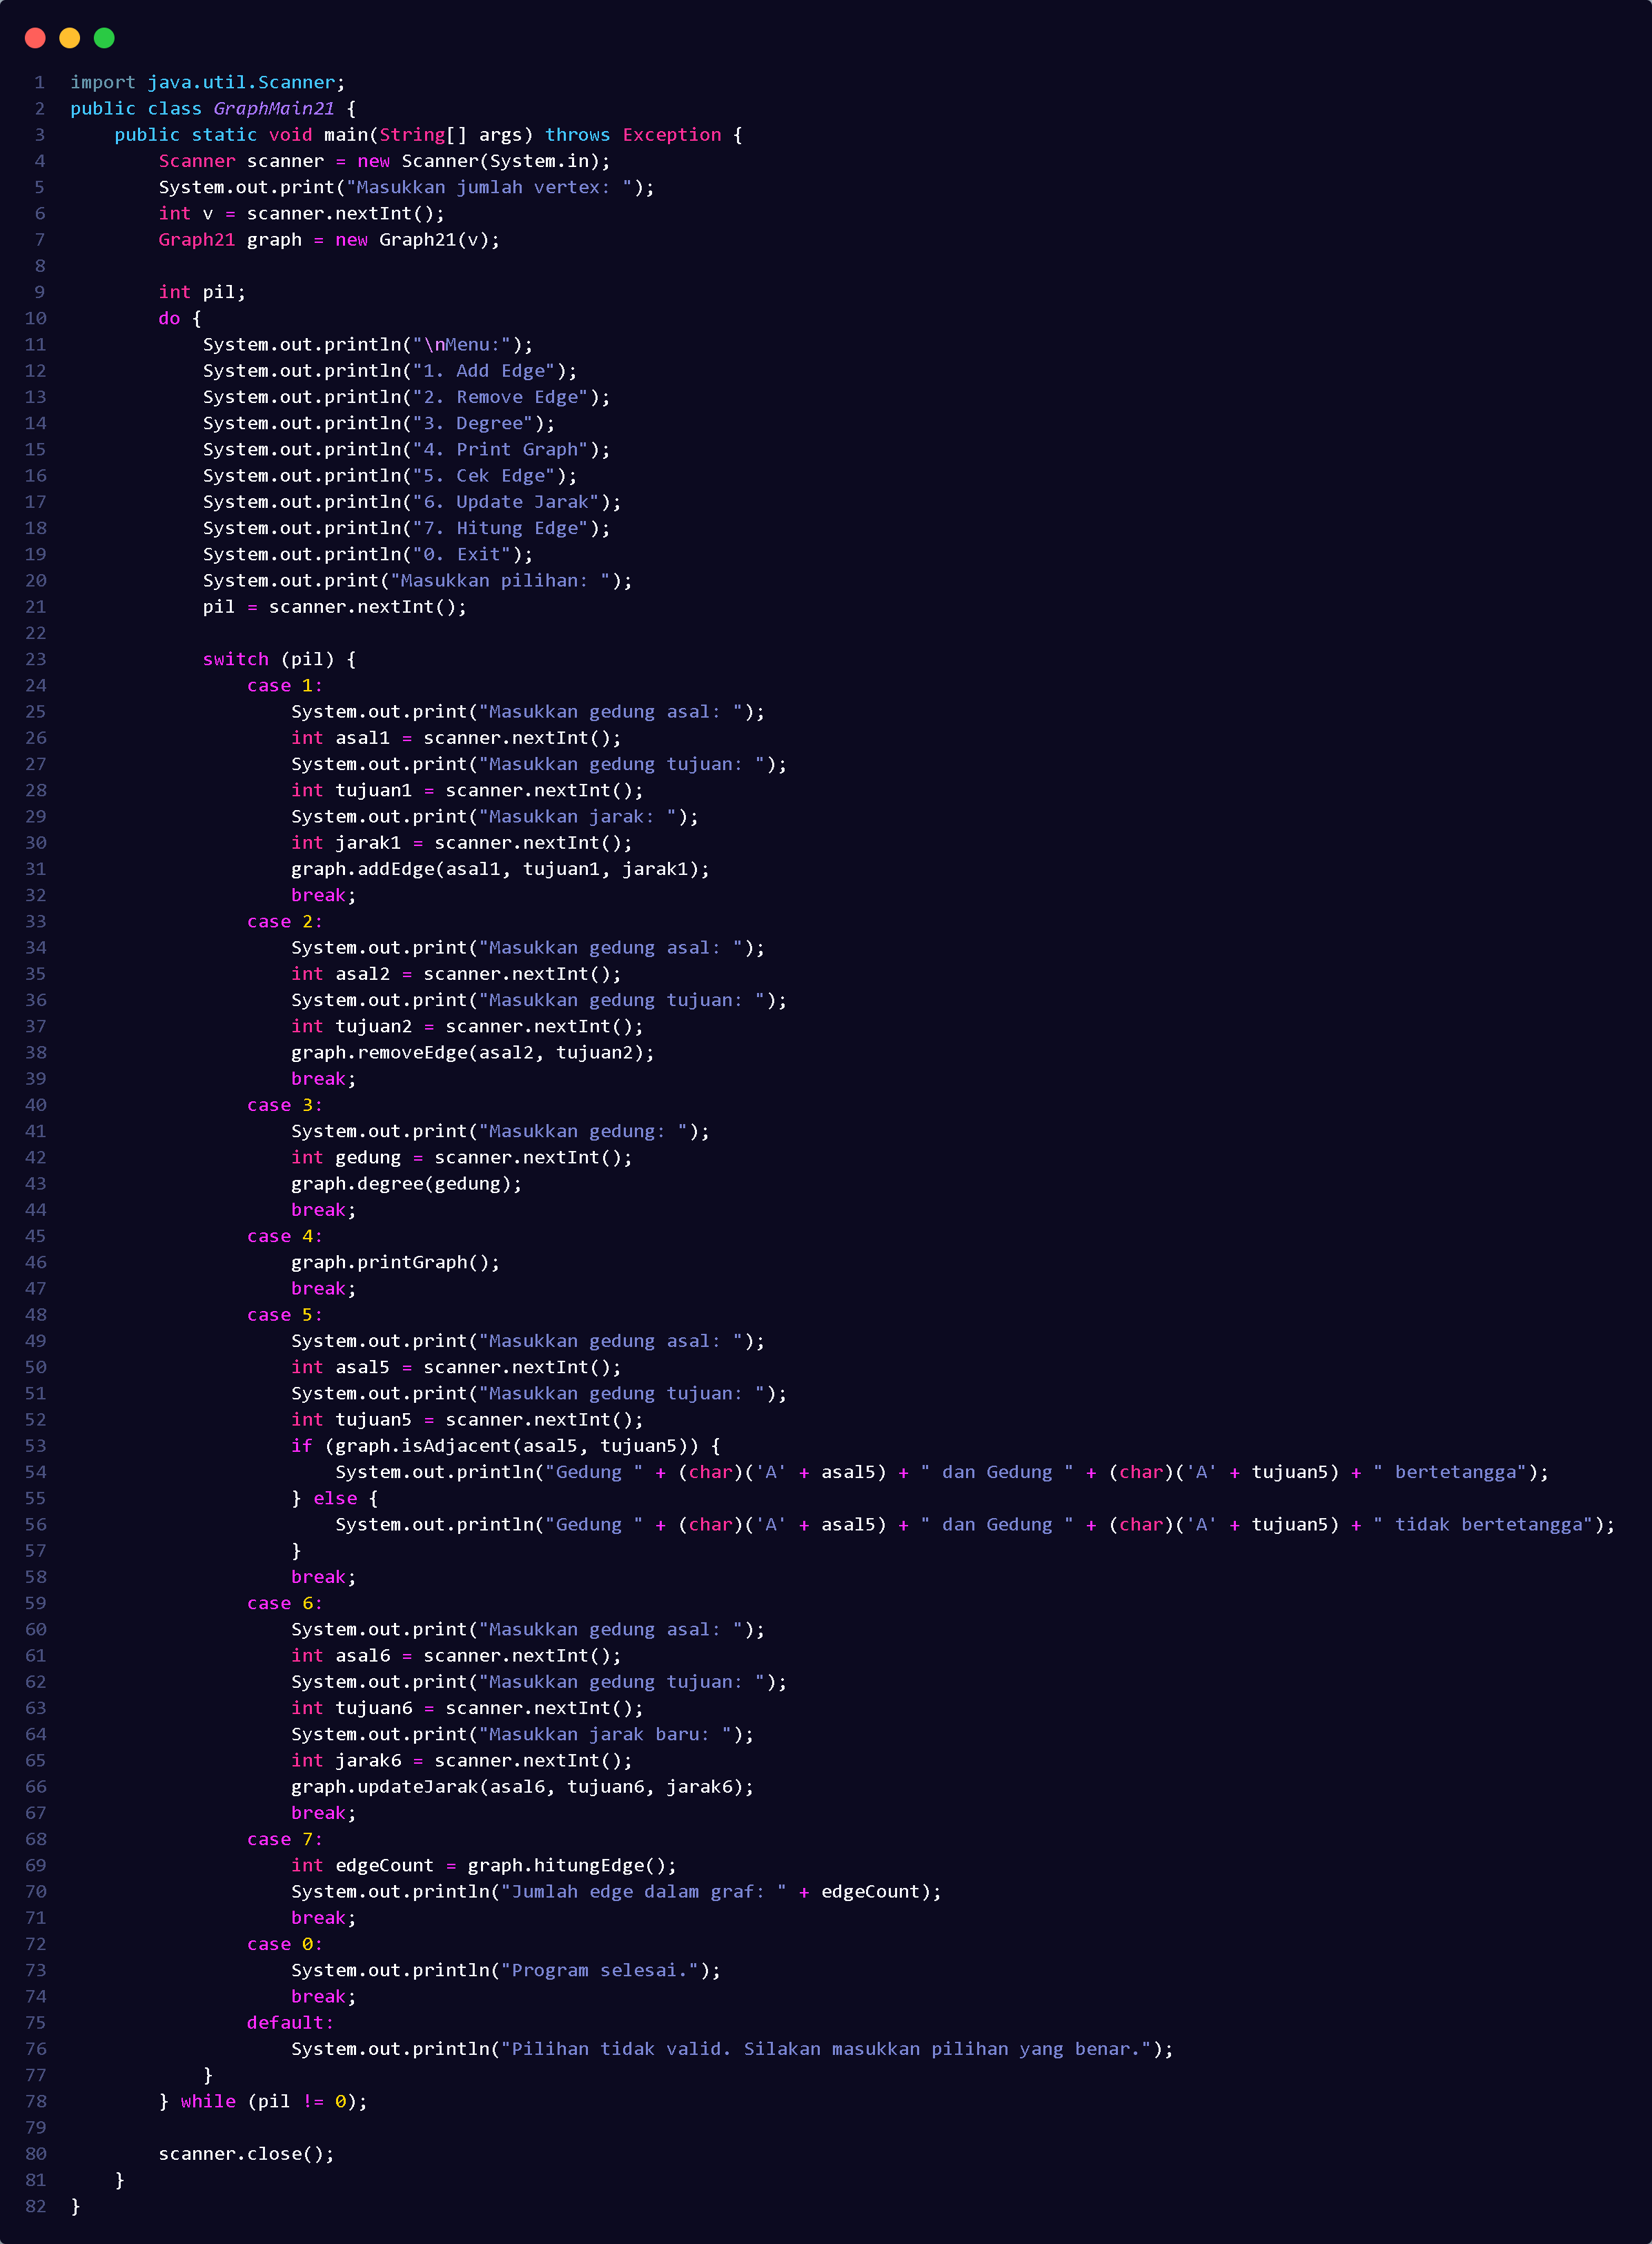 1 import java.util.Scanner;
2 public class GraphMain21 {
3     public static void main(String[] args) throws Exception {
4         Scanner scanner = new Scanner(System.in);
5         System.out.print("Masukkan jumlah vertex: ");
6         int v = scanner.nextInt();
7         Graph21 graph = new Graph21(v);
8
9         int pil;
10         do {
11             System.out.println("\nMenu:");
12             System.out.println("1. Add Edge");
13             System.out.println("2. Remove Edge");
14             System.out.println("3. Degree");
15             System.out.println("4. Print Graph");
16             System.out.println("5. Cek Edge");
17             System.out.println("6. Update Jarak");
18             System.out.println("7. Hitung Edge");
19             System.out.println("0. Exit");
20             System.out.print("Masukkan pilihan: ");
21             pil = scanner.nextInt();
22
23             switch (pil) {
24                 case 1:
25                     System.out.print("Masukkan gedung asal: ");
26                     int asal1 = scanner.nextInt();
27                     System.out.print("Masukkan gedung tujuan: ");
28                     int tujuan1 = scanner.nextInt();
29                     System.out.print("Masukkan jarak: ");
30                     int jarak1 = scanner.nextInt();
31                     graph.addEdge(asal1, tujuan1, jarak1);
32                     break;
33                 case 2:
34                     System.out.print("Masukkan gedung asal: ");
35                     int asal2 = scanner.nextInt();
36                     System.out.print("Masukkan gedung tujuan: ");
37                     int tujuan2 = scanner.nextInt();
38                     graph.removeEdge(asal2, tujuan2);
39                     break;
40                 case 3:
41                     System.out.print("Masukkan gedung: ");
42                     int gedung = scanner.nextInt();
43                     graph.degree(gedung);
44                     break;
45                 case 4:
46                     graph.printGraph();
47                     break;
48                 case 5:
49                     System.out.print("Masukkan gedung asal: ");
50                     int asal5 = scanner.nextInt();
51                     System.out.print("Masukkan gedung tujuan: ");
52                     int tujuan5 = scanner.nextInt();
53                     if (graph.isAdjacent(asal5, tujuan5)) {
54                         System.out.println("Gedung " + (char)('A' + asal5) + " dan Gedung " + (char)('A' + tujuan5) + " bertetangga");
55                     } else {
56                         System.out.println("Gedung " + (char)('A' + asal5) + " dan Gedung " + (char)('A' + tujuan5) + " tidak bertetangga");
57                     }
58                     break;
59                 case 6:
60                     System.out.print("Masukkan gedung asal: ");
61                     int asal6 = scanner.nextInt();
62                     System.out.print("Masukkan gedung tujuan: ");
63                     int tujuan6 = scanner.nextInt();
64                     System.out.print("Masukkan jarak baru: ");
65                     int jarak6 = scanner.nextInt();
66                     graph.updateJarak(asal6, tujuan6, jarak6);
67                     break;
68                 case 7:
69                     int edgeCount = graph.hitungEdge();
70                     System.out.println("Jumlah edge dalam graf: " + edgeCount);
71                     break;
72                 case 0:
73                     System.out.println("Program selesai.");
74                     break;
75                 default:
76                     System.out.println("Pilihan tidak valid. Silakan masukkan pilihan yang benar.");
77             }
78         } while (pil != 0);
79
80         scanner.close();
81     }
82 }